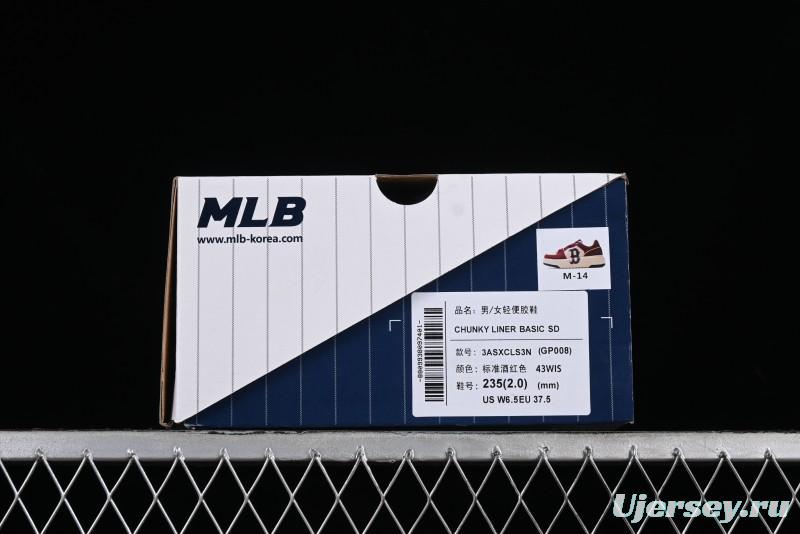 MLB
www.mlb-korea.com
B
M-14
品名: 男/女轻便胶鞋
CHUNKY LINER BASIC SD
款号: 3ASXCLS3N (GP008)
颜色: 标准酒红色 43WIS
鞋号: 235(2.0) (mm)
US W6.5EU 37.5
Ujersey.ru